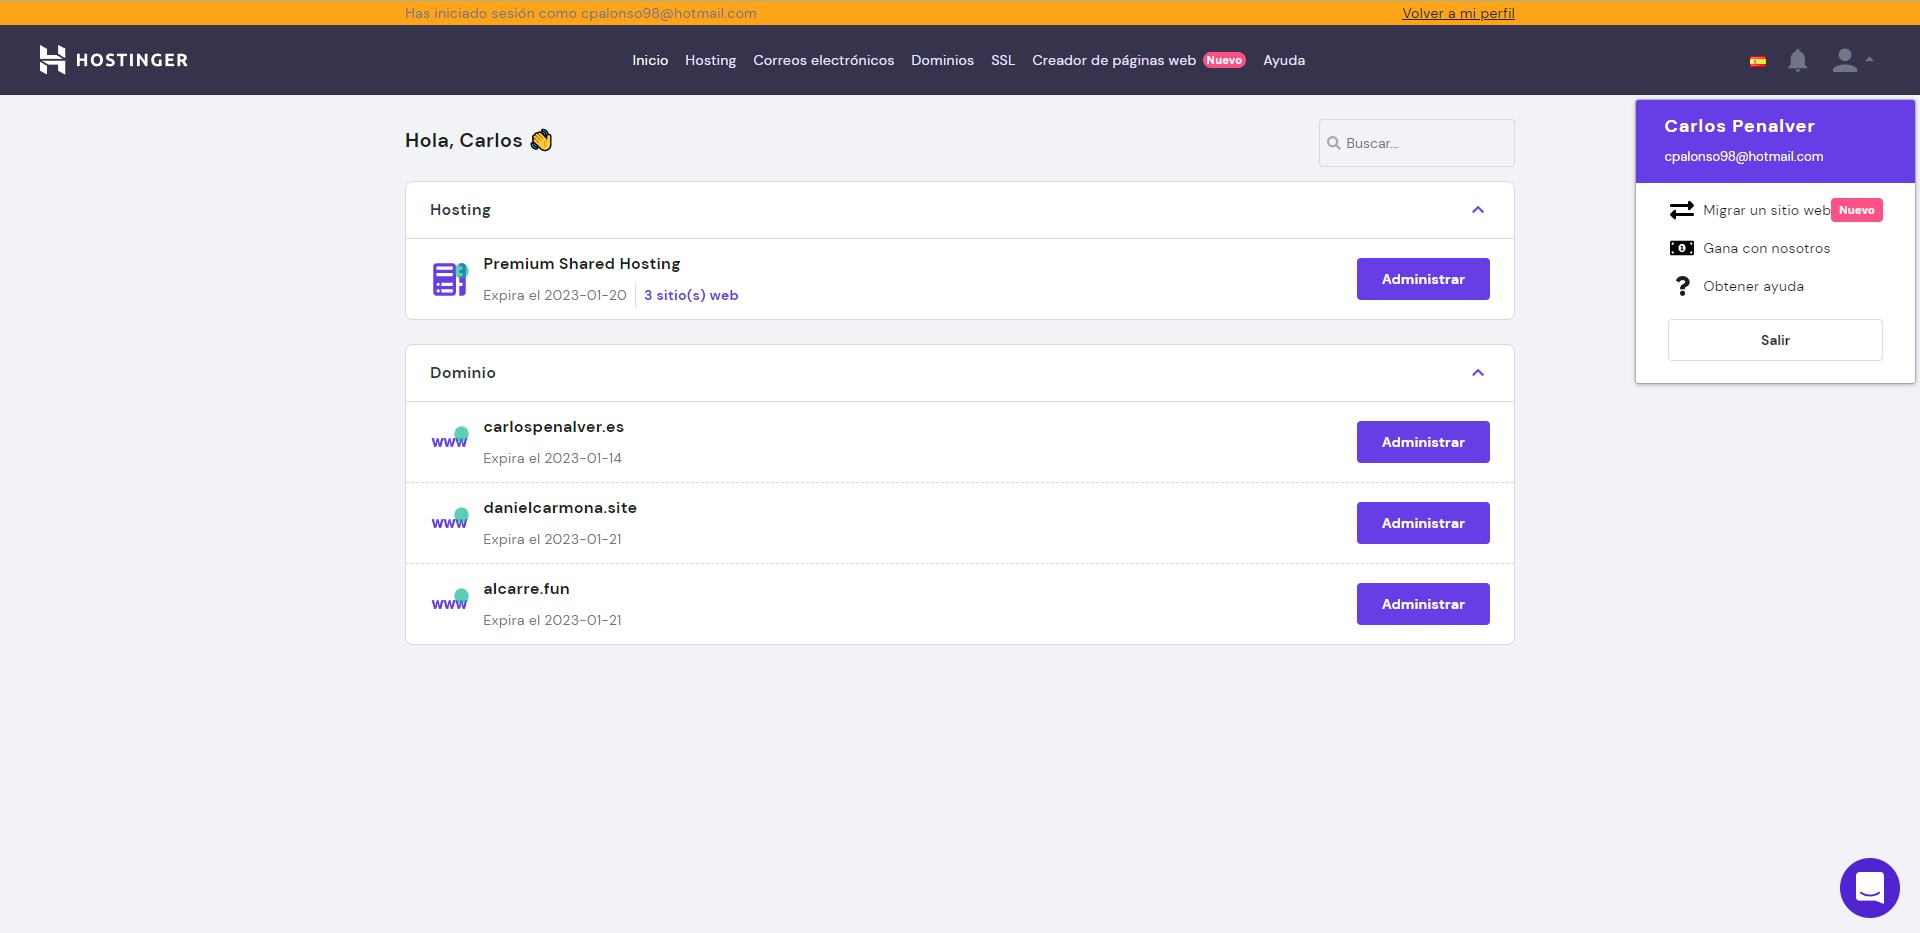 Has iniciado sesión como cpalonso98@hotmail.com
Volver a mi perfil
HOSTINGER
Inicio
Hosting
Correos electrónicos
Dominios
SSL
Creador de páginas web Nuevo
Ayuda
Hola, Carlos 👋
Buscar...
Carlos Penalver
cpalonso98@hotmail.com
Migrar un sitio web Nuevo
Gana con nosotros
Obtener ayuda
Salir
Hosting
Premium Shared Hosting
Expira el 2023-01-20
3 sitio(s) web
Administrar
Dominio
www
carlospenalver.es
Expira el 2023-01-14
Administrar
www
danielcarmona.site
Expira el 2023-01-21
Administrar
www
alcarre.fun
Expira el 2023-01-21
Administrar